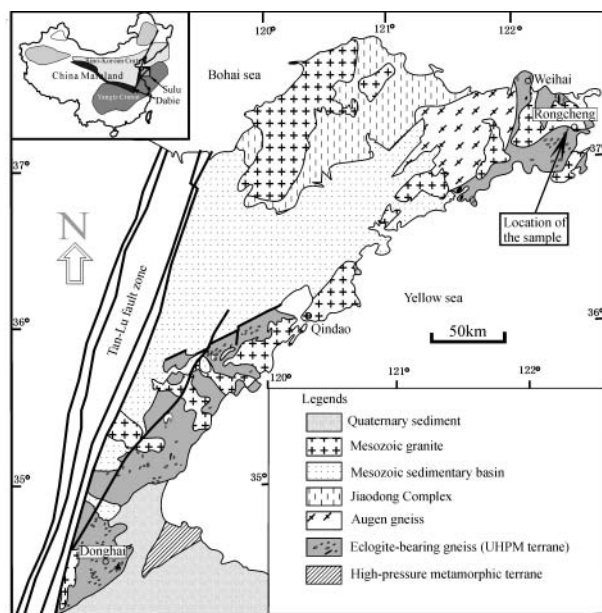 120°
121°
122°
Sino-Korean Craton
China Mainland
Yangtz Craton
Sulu
Dabie
Bohai sea
Weihai
Rongcheng
37°
37°
Location of
the sample
N
Tan-Lu fault zone
Yellow sea
36°
36°
Qindao
50km
120°
121°
122°
35°
35°
Donghai
Legends
Quaternary sediment
Mesozoic granite
Mesozoic sedimentary basin
Jiaodong Complex
Augen gneiss
Eclogite-bearing gneiss (UHPM terrane)
High-pressure metamorphic terrane